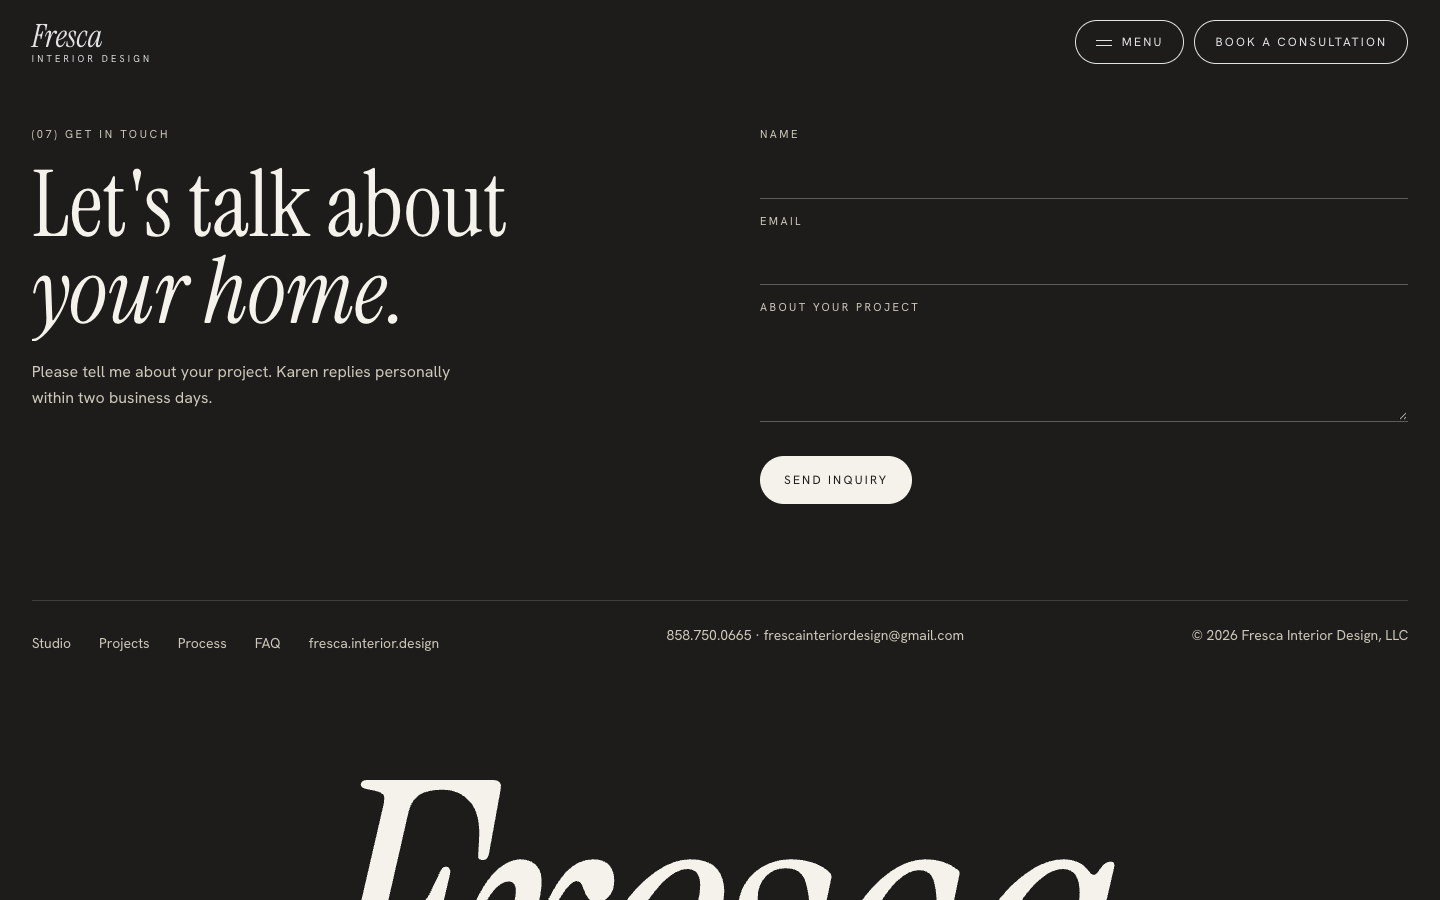 Fresca
INTERIOR DESIGN
MENU
BOOK A CONSULTATION
(07) GET IN TOUCH
Let's talk about
your home.
Please tell me about your project. Karen replies personally
within two business days.
NAME
EMAIL
ABOUT YOUR PROJECT
SEND INQUIRY
Studio
Projects
Process
FAQ
fresca.interior.design
858.750.0665 · frescainteriordesign@gmail.com
© 2026 Fresca Interior Design, LLC
Fresca